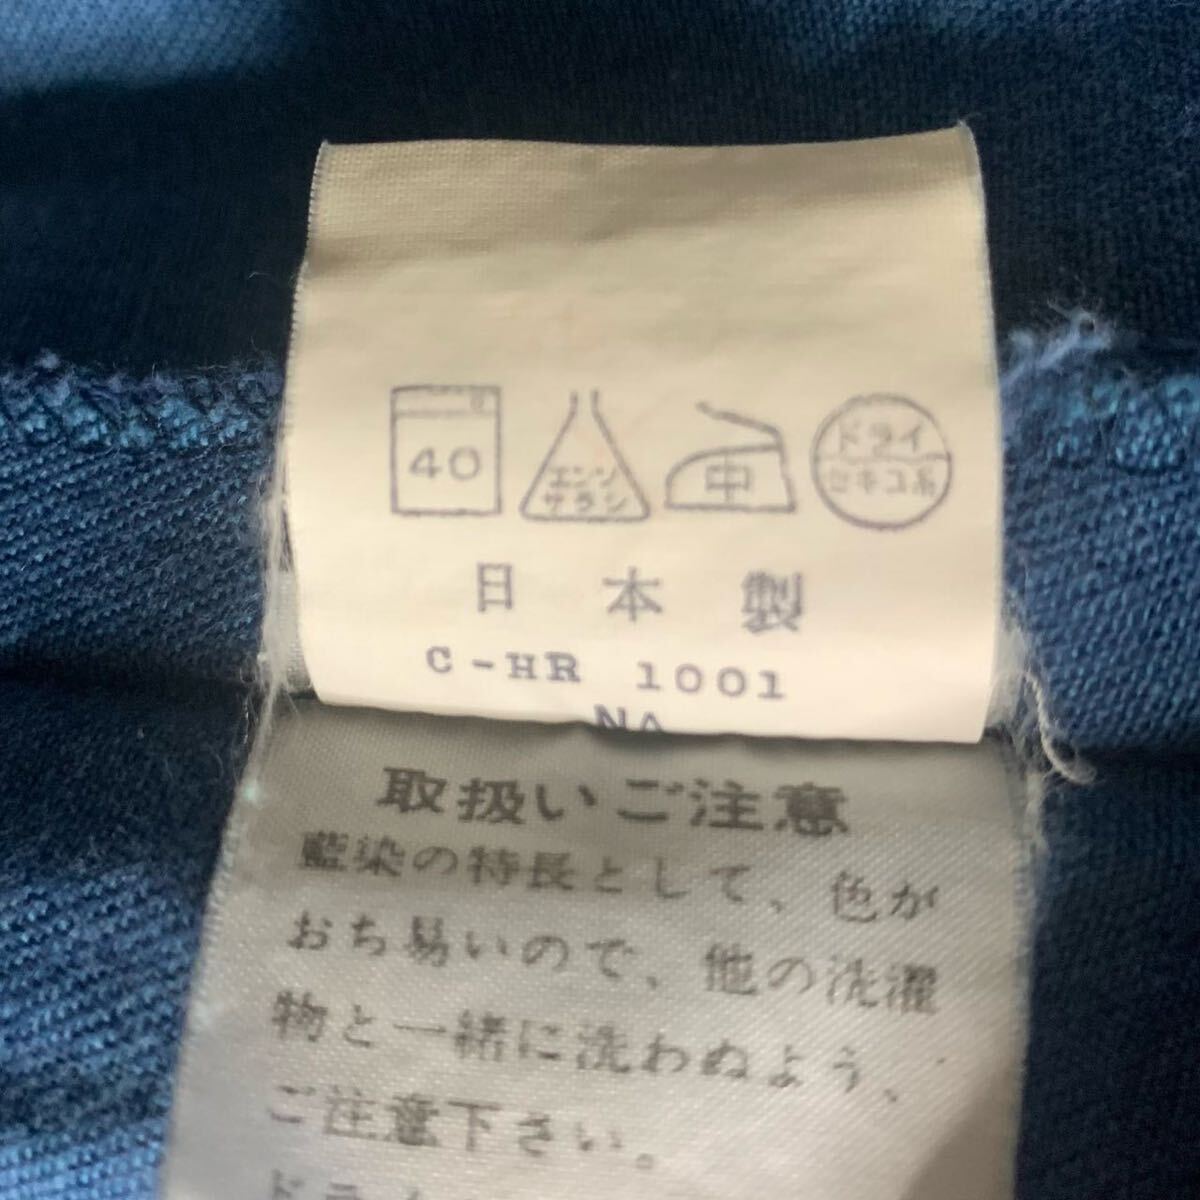 40
エンソ
サラシ
中
ドライ
セキユ系
日本製
C-HR 1001
NA
取扱いご注意
藍染の特長として、色が
おち易いので、他の洗濯
物と一緒に洗わぬよう、
ご注意下さい。
ドライ